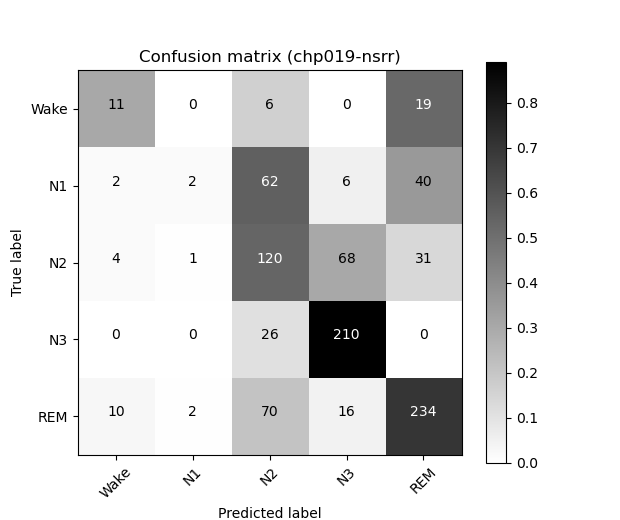 Confusion matrix (chp019-nsrr)
Wake 11 0 6 0 19
N1 2 2 62 6 40
N2 4 1 120 68 31
N3 0 0 26 210 0
REM 10 2 70 16 234
Wake N1 N2 N3 REM
Predicted label
True label
0.8
0.7
0.6
0.5
0.4
0.3
0.2
0.1
0.0